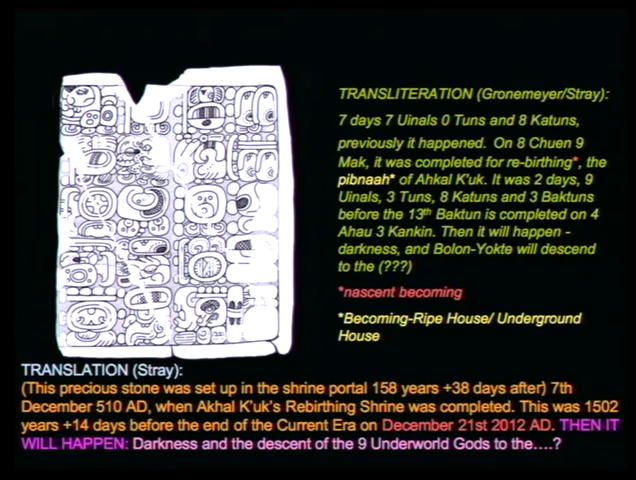 TRANSLITERATION (Gronemeyer/Stray):
7 days 7 Uinals 0 Tuns and 8 Katuns,
previously it happened. On 8 Chuen 9
Mak, it was completed for re-birthing*, the
pibnaah* of Ahkal K'uk. It was 2 days, 9
Uinals, 3 Tuns, 8 Katuns and 3 Baktuns
before the 13th Baktun is completed on 4
Ahau 3 Kankin. Then it will happen -
darkness, and Bolon-Yokte will descend
to the (???)
*nascent becoming
*Becoming-Ripe House/ Underground
House
TRANSLATION (Stray):
(This precious stone was set up in the shrine portal 158 years +38 days after) 7th
December 510 AD, when Akhal K'uk's Rebirthing Shrine was completed. This was 1502
years +14 days before the end of the Current Era on December 21st 2012 AD. THEN IT
WILL HAPPEN: Darkness and the descent of the 9 Underworld Gods to the....?